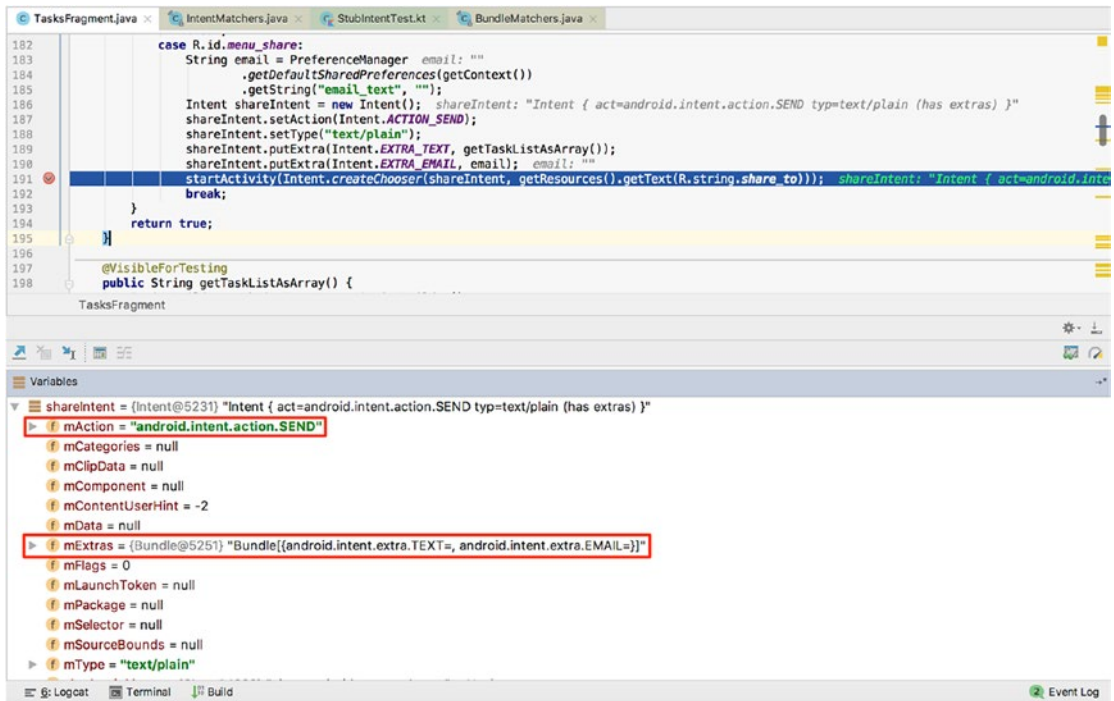 TasksFragment.java × IntentMatchers.java × StubIntentTest.kt × BundleMatchers.java ×
182 case R.id.menu_share:
183 String email = PreferenceManager email: ""
184 .getDefaultSharedPreferences(getContext())
185 .getString("email_text", "");
186 Intent shareIntent = new Intent(); shareIntent: "Intent { act=android.intent.action.SEND typ=text/plain (has extras) }"
187 shareIntent.setAction(Intent.ACTION_SEND);
188 shareIntent.setType("text/plain");
189 shareIntent.putExtra(Intent.EXTRA_TEXT, getTaskListAsArray());
190 shareIntent.putExtra(Intent.EXTRA_EMAIL, email); email: ""
191 startActivity(Intent.createChooser(shareIntent, getResources().getText(R.string.share_to))); shareIntent: "Intent { act=android.inte
192 break;
193 }
194 return true;
195 }
196
197 @VisibleForTesting
198 public String getTaskListAsArray() {
TasksFragment
Variables
shareIntent = {Intent@5231} "Intent { act=android.intent.action.SEND typ=text/plain (has extras) }"
f mAction = "android.intent.action.SEND"
f mCategories = null
f mClipData = null
f mComponent = null
f mContentUserHint = -2
f mData = null
f mExtras = {Bundle@5251} "Bundle[{android.intent.extra.TEXT=, android.intent.extra.EMAIL=}]"
f mFlags = 0
f mLaunchToken = null
f mPackage = null
f mSelector = null
f mSourceBounds = null
f mType = "text/plain"
6: Logcat Terminal Build 2 Event Log